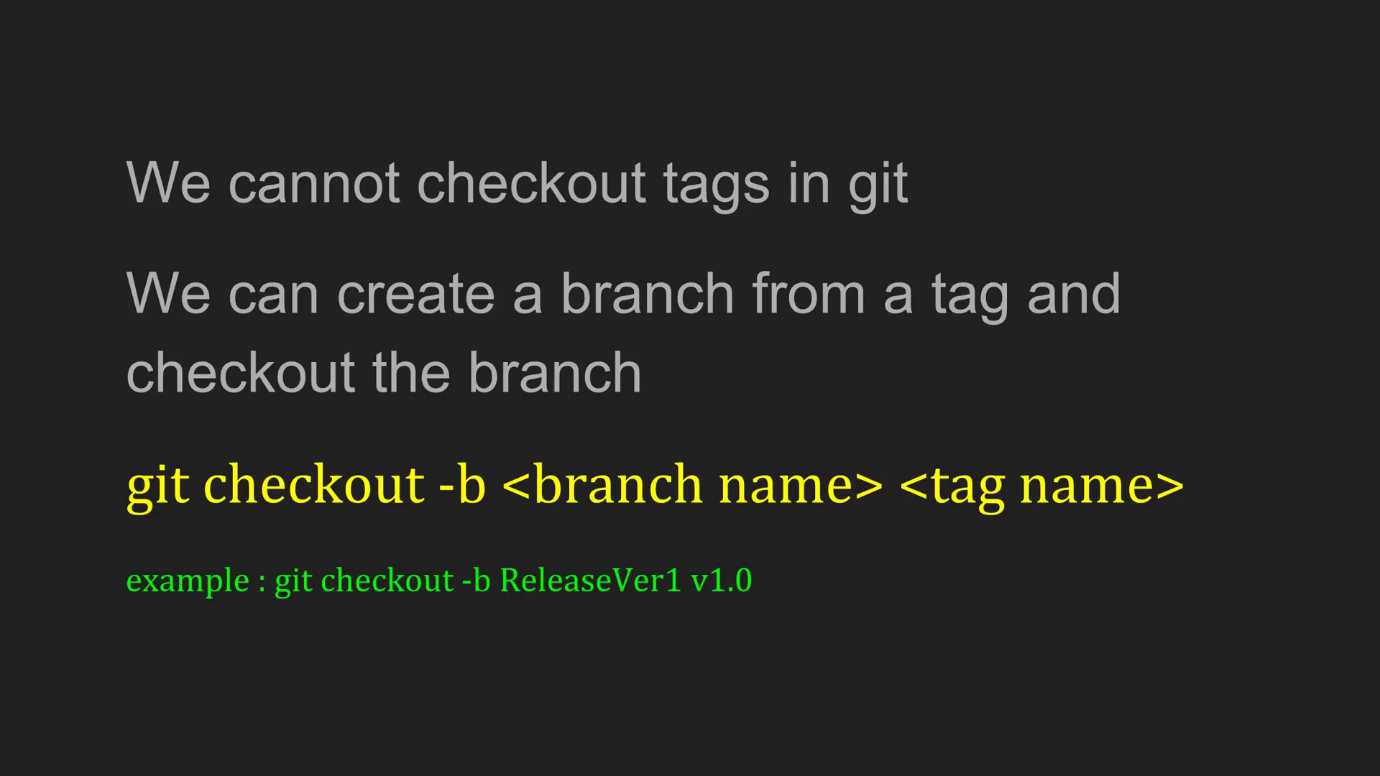 We cannot checkout tags in git
We can create a branch from a tag and
checkout the branch
git checkout -b <branch name> <tag name>
example : git checkout -b ReleaseVer1 v1.0